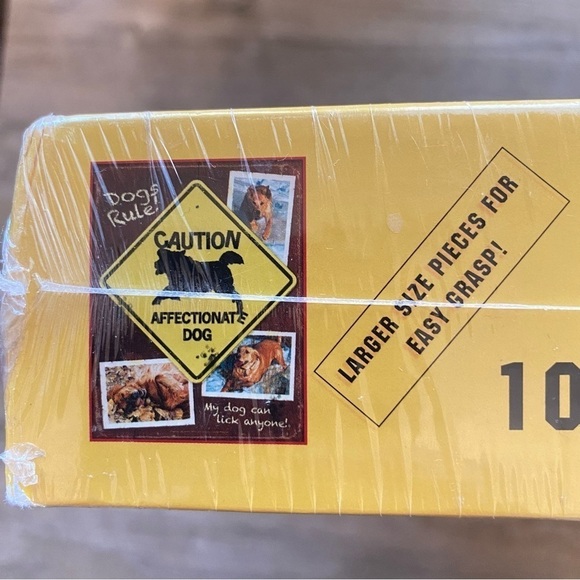 Dogs
Rule!
CAUTION
AFFECTIONATE
DOG
My dog can
lick anyone!
LARGER SIZE PIECES FOR
EASY GRASP!
10